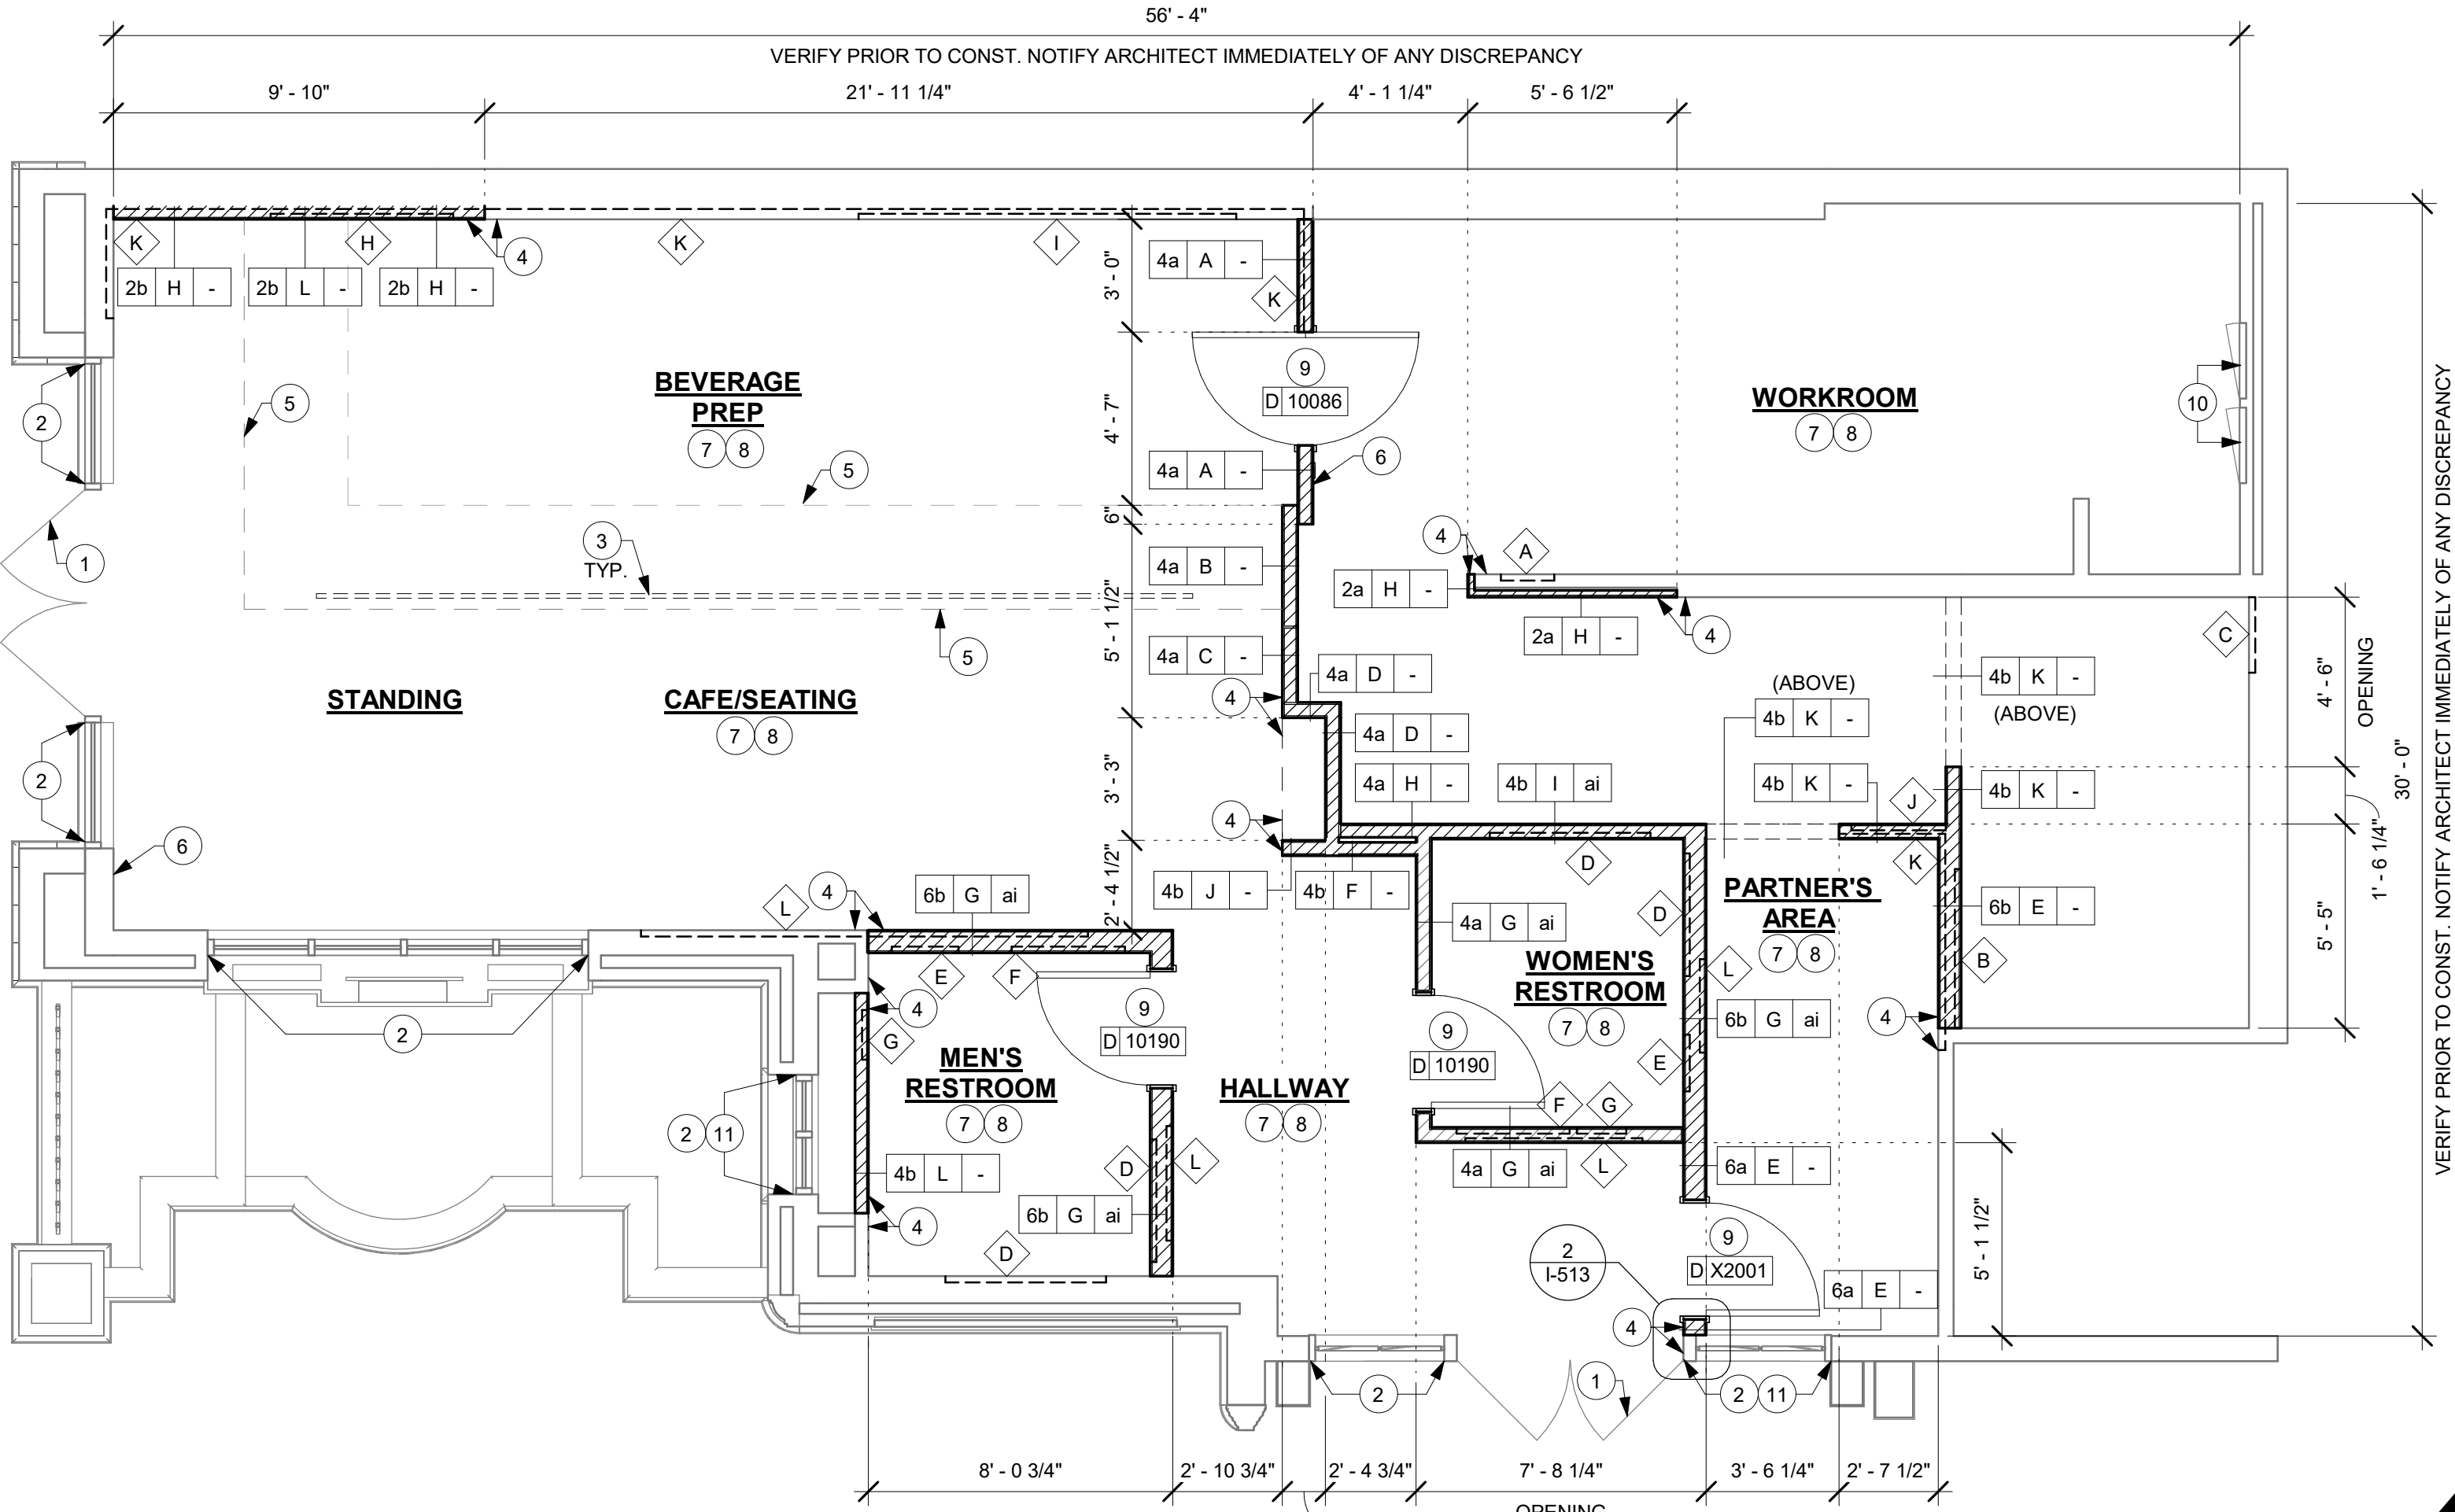 56' - 4"
VERIFY PRIOR TO CONST. NOTIFY ARCHITECT IMMEDIATELY OF ANY DISCREPANCY
9' - 10"
21' - 11 1/4"
4' - 1 1/4"
5' - 6 1/2"
K
H
K
I
4
2b H -
2b L -
2b H -
4a A -
K
3' - 0"
BEVERAGE
PREP
7 8
5
2
9
D 10086
4' - 7"
WORKROOM
7 8
10
VERIFY PRIOR TO CONST. NOTIFY ARCHITECT IMMEDIATELY OF ANY DISCREPANCY
30' - 0"
5
4a A -
6
6"
3
TYP.
1
4a B -
4
A
2a H -
2a H -
4
5' - 1 1/2"
5
4a C -
4a D -
C
4' - 6"
OPENING
STANDING
CAFE/SEATING
7 8
4
(ABOVE)
4b K -
4b K -
(ABOVE)
4a D -
2
3' - 3"
4a H -
4b I ai
4b K -
J
4b K -
4
6
1' - 6 1/4"
D
K
2' - 4 1/2"
4b J -
4b F -
PARTNER'S
AREA
7 8
6b E -
5' - 5"
L
4
6b G ai
4a G ai
D
WOMEN'S
RESTROOM
7 8
L
B
E
F
4
9
D 10190
9
D 10190
6b G ai
4
2
G
MEN'S
RESTROOM
7 8
E
HALLWAY
7 8
F
G
2 11
4b L -
D
L
4a G ai
L
6a E -
6b G ai
4
D
2
I-513
9
D X2001
6a E -
5' - 1 1/2"
4
2
1
2 11
8' - 0 3/4"
2' - 10 3/4"
2' - 4 3/4"
7' - 8 1/4"
3' - 6 1/4"
2' - 7 1/2"
OPENING